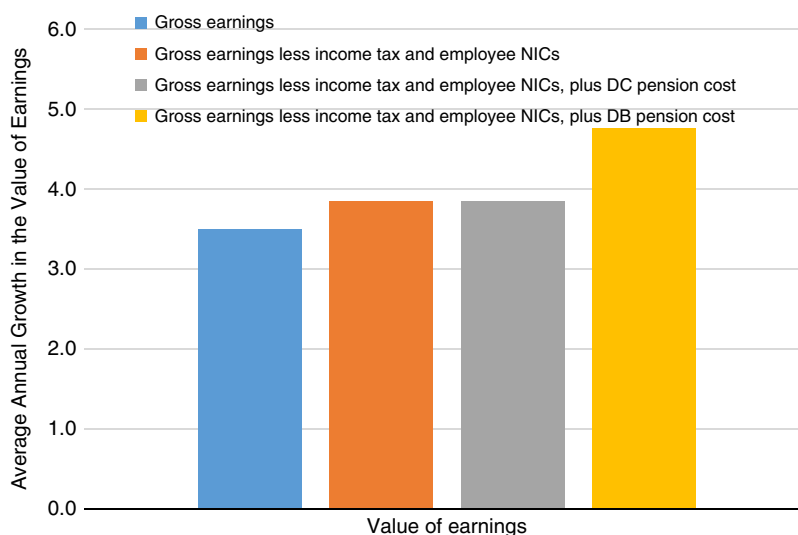 Average Annual Growth in the Value of Earnings
6.0
5.0
4.0
3.0
2.0
1.0
0.0
Gross earnings
Gross earnings less income tax and employee NICs
Gross earnings less income tax and employee NICs, plus DC pension cost
Gross earnings less income tax and employee NICs, plus DB pension cost
Value of earnings